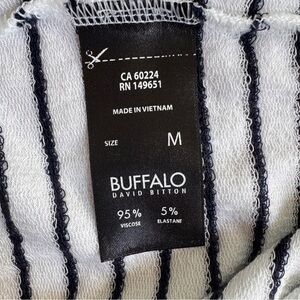 CA 60224
RN 149651
MADE IN VIETNAM
SIZE M
BUFFALO
DAVID BITTON
95% 5%
VISCOSE ELASTANE